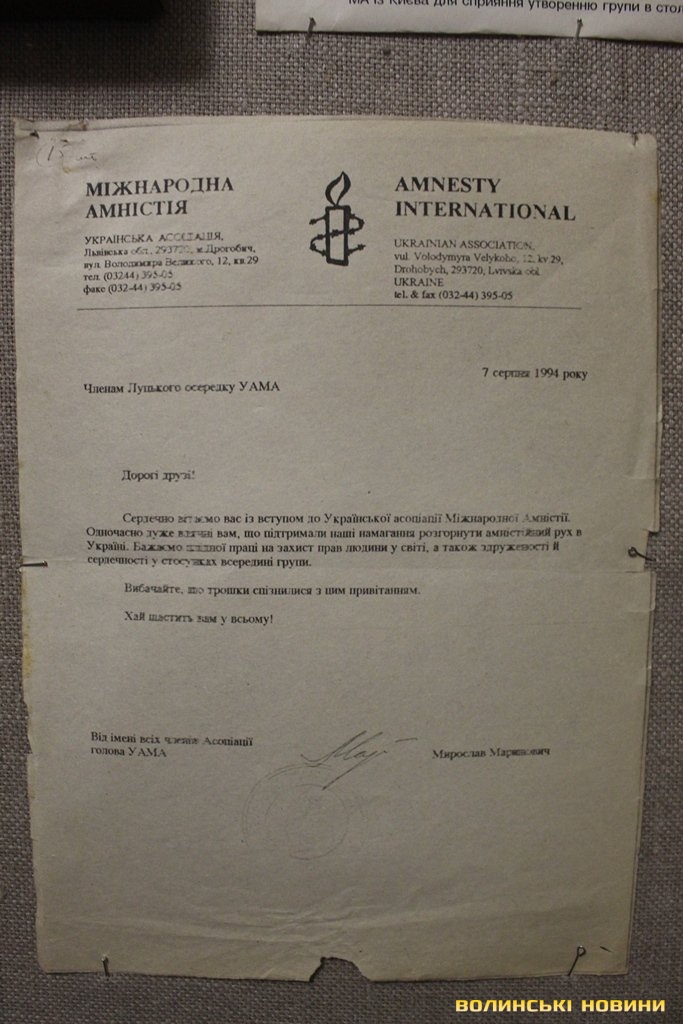 МА із Києва для сприяння утворенню групи в стол
МІЖНАРОДНА
АМНІСТІЯ
УКРАЇНСЬКА АСОЦІАЦІЯ,
Львівська обл., 293720, м.Дрогобич,
вул. Володимира Великого, 12, кв.29
тел. (03244) 395-05
факс (032-44) 395-05
AMNESTY
INTERNATIONAL
UKRAINIAN ASSOCIATION,
vul. Volodymyra Velykoho, 12, kv 29,
Drohobych, 293720, Lvivska obl.
UKRAINE
tel. & fax (032-44) 395-05
7 серпня 1994 року
Членам Луцького осередку УАМА
Дорогі друзі!
Сердечно вітаємо вас із вступом до Української асоціації Міжнародної Амністії.
Одночасно дуже вдячні вам, що підтримали наші намагання розгорнути амністійний рух в
Україні. Бажаємо плідної праці на захист прав людини у світі, а також здруженості й
сердечності у стосунках всередині групи.
Вибачайте, що трошки спізнилися з цим привітанням.
Хай щастить вам у всьому!
Від імені всіх членів Асоціації
голова УАМА
Мирослав Маринович
ВОЛИНСЬКІ НОВИНИ